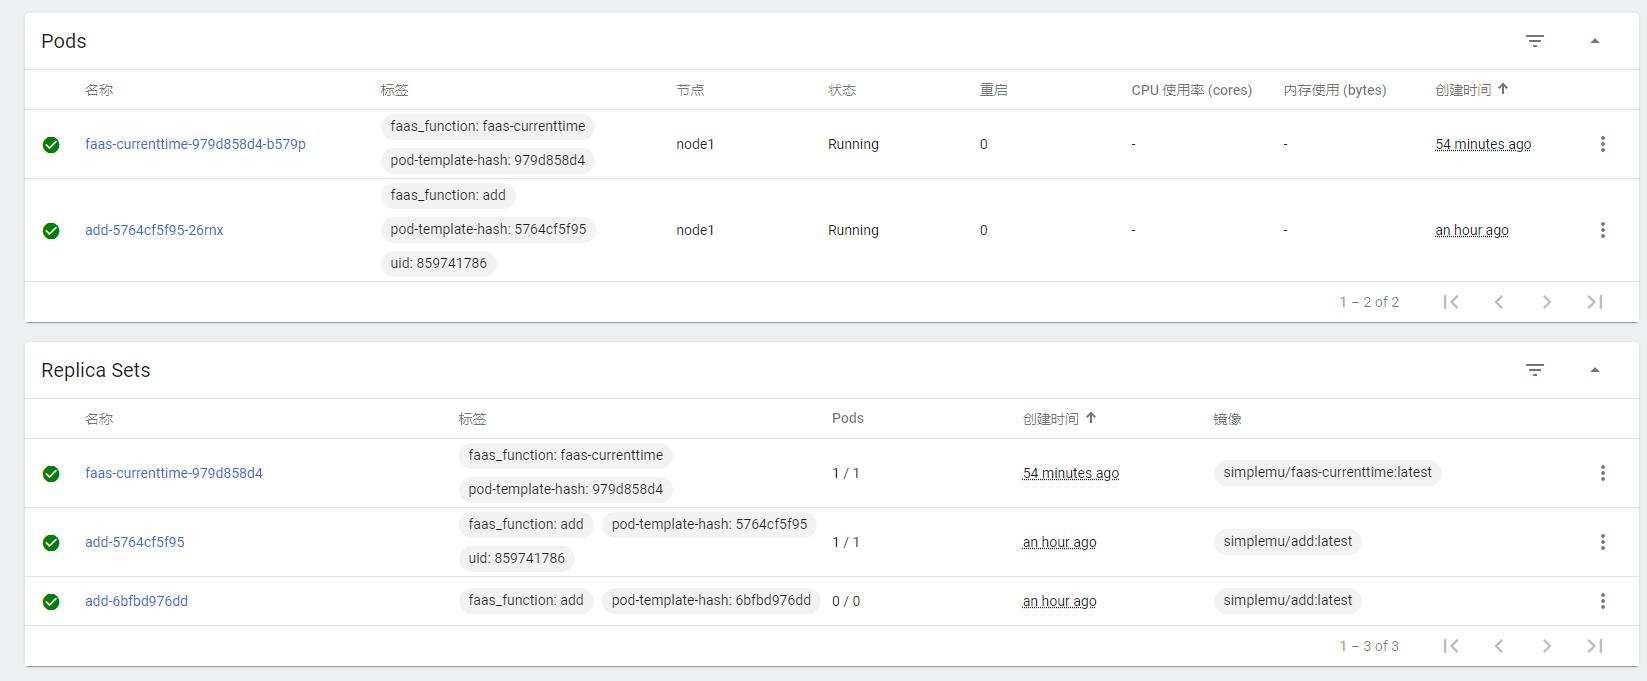 Pods
名称 标签 节点 状态 重启 CPU 使用率 (cores) 内存使用 (bytes) 创建时间
faas-currenttime-979d858d4-b579p faas_function: faas-currenttime node1 Running 0 - - 54 minutes ago
pod-template-hash: 979d858d4
add-5764cf5f95-26rnx faas_function: add node1 Running 0 - - an hour ago
pod-template-hash: 5764cf5f95
uid: 859741786
1 – 2 of 2
Replica Sets
名称 标签 Pods 创建时间 镜像
faas-currenttime-979d858d4 faas_function: faas-currenttime 1 / 1 54 minutes ago simplemu/faas-currenttime:latest
pod-template-hash: 979d858d4
add-5764cf5f95 faas_function: add pod-template-hash: 5764cf5f95 1 / 1 an hour ago simplemu/add:latest
uid: 859741786
add-6bfbd976dd faas_function: add pod-template-hash: 6bfbd976dd 0 / 0 an hour ago simplemu/add:latest
1 – 3 of 3